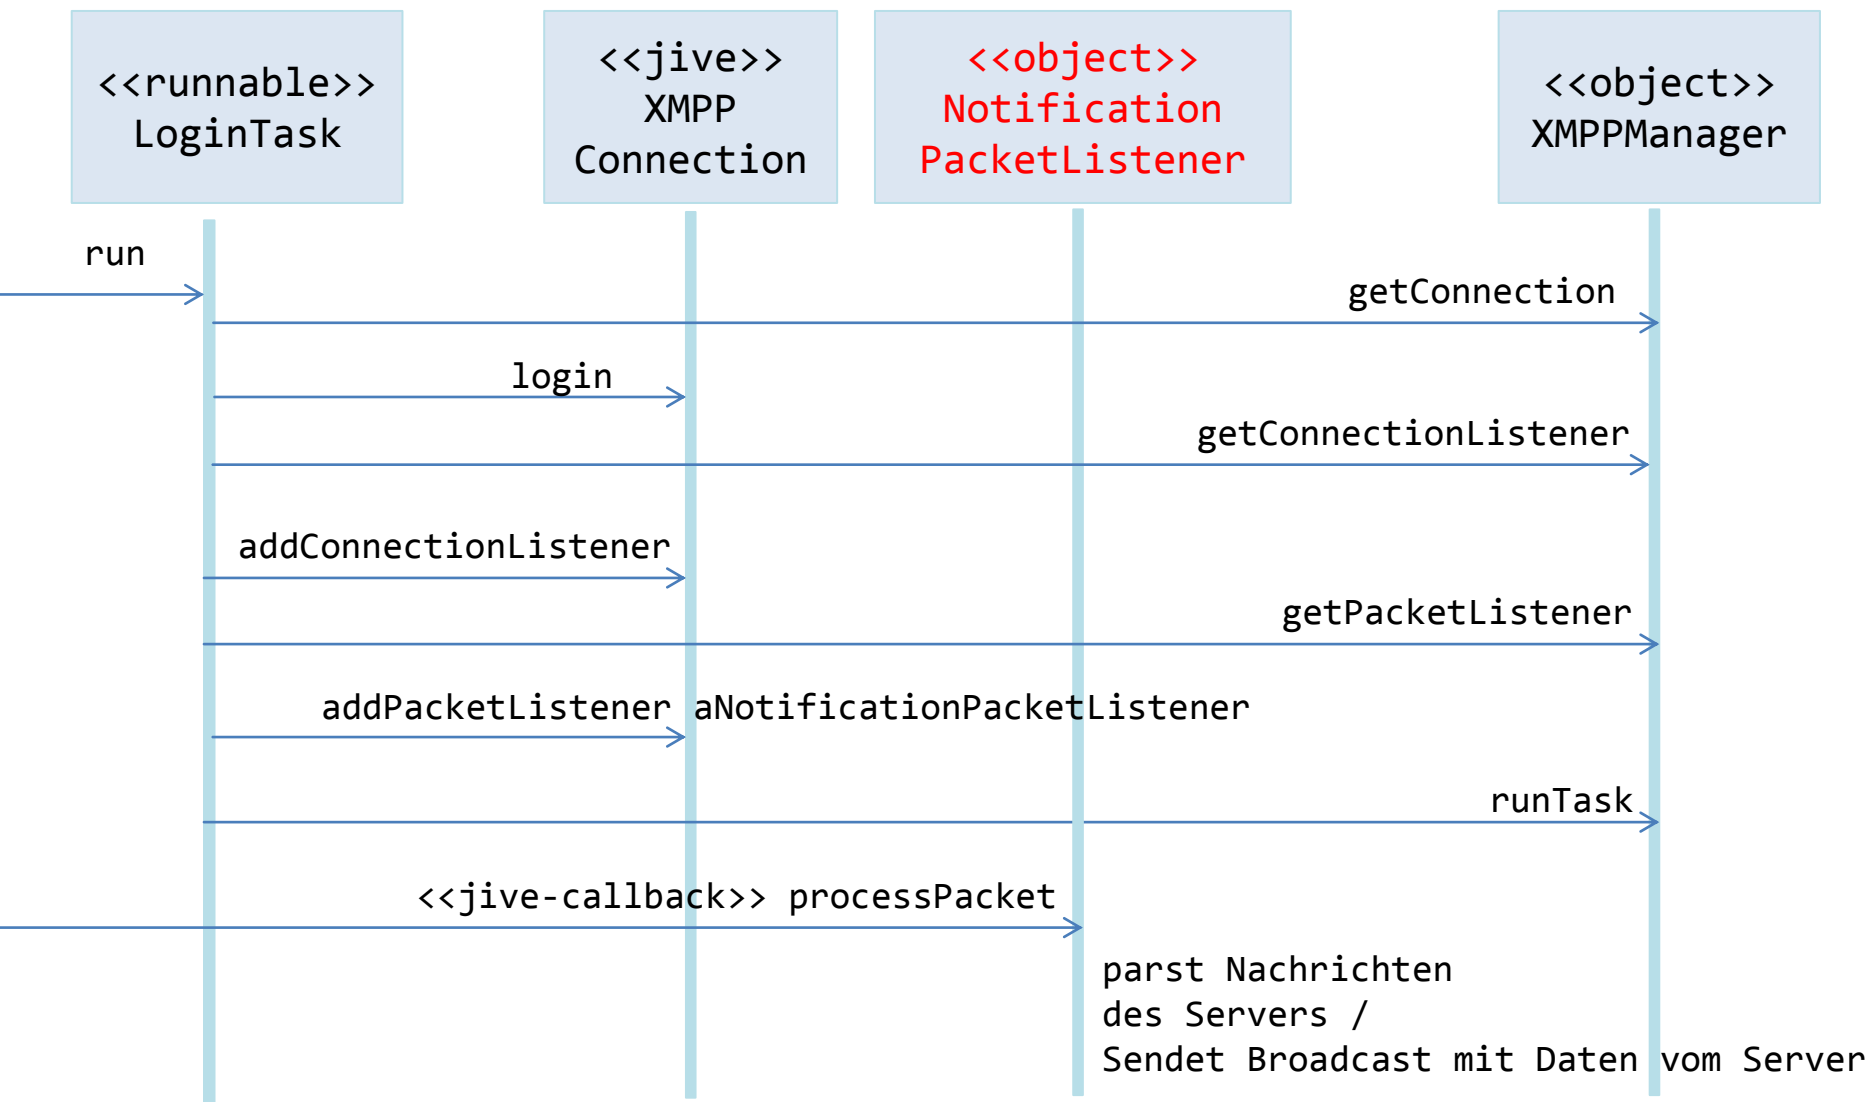 <<runnable>>
LoginTask
<<jive>>
XMPP
Connection
<<object>>
Notification
PacketListener
<<object>>
XMPPManager
run
getConnection
login
getConnectionListener
addConnectionListener
getPacketListener
addPacketListener aNotificationPacketListener
runTask
<<jive-callback>> processPacket
parst Nachrichten
des Servers /
Sendet Broadcast mit Daten vom Server